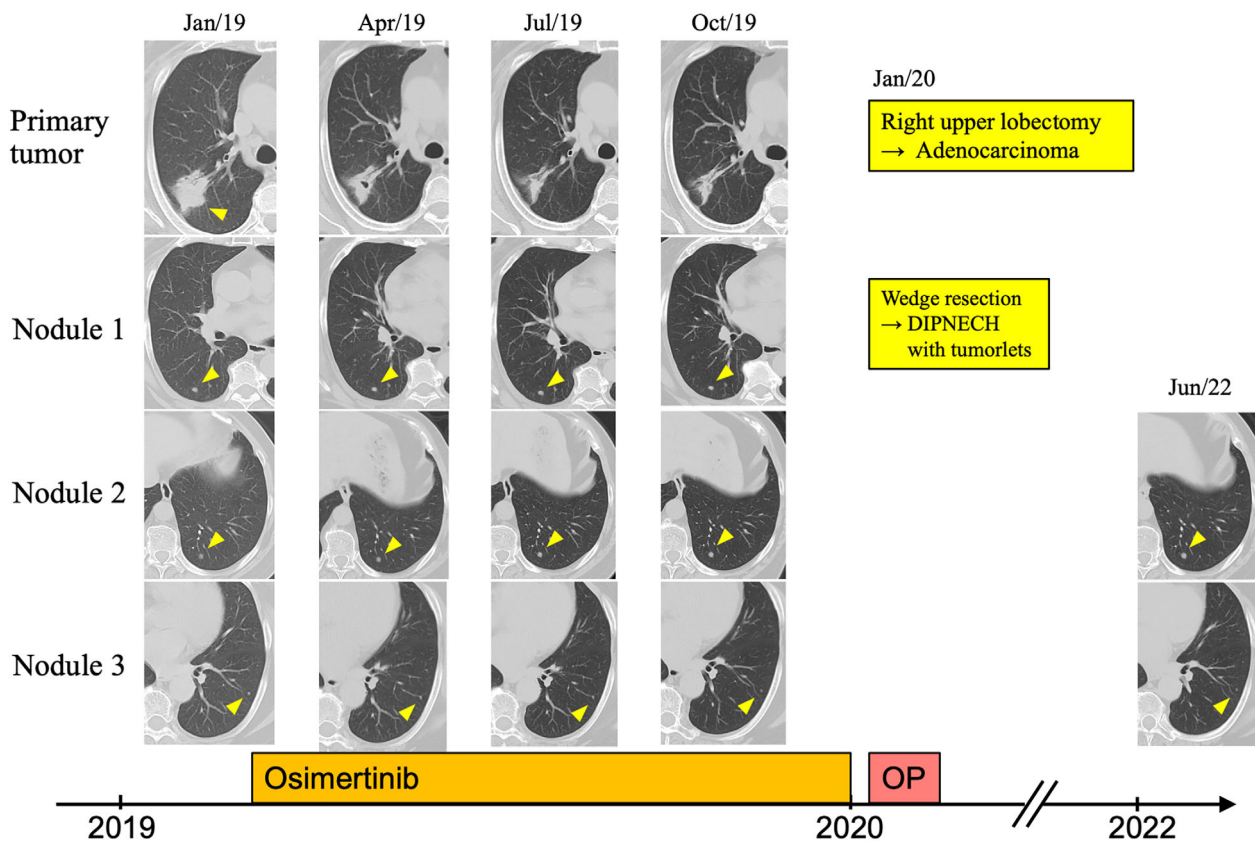 Jan/19
Apr/19
Jul/19
Oct/19
Jan/20
Primary
tumor
Right upper lobectomy
→ Adenocarcinoma
Nodule 1
Wedge resection
→ DIPNECH
with tumorlets
Jun/22
Nodule 2
Nodule 3
Osimertinib
OP
2019
2020
2022